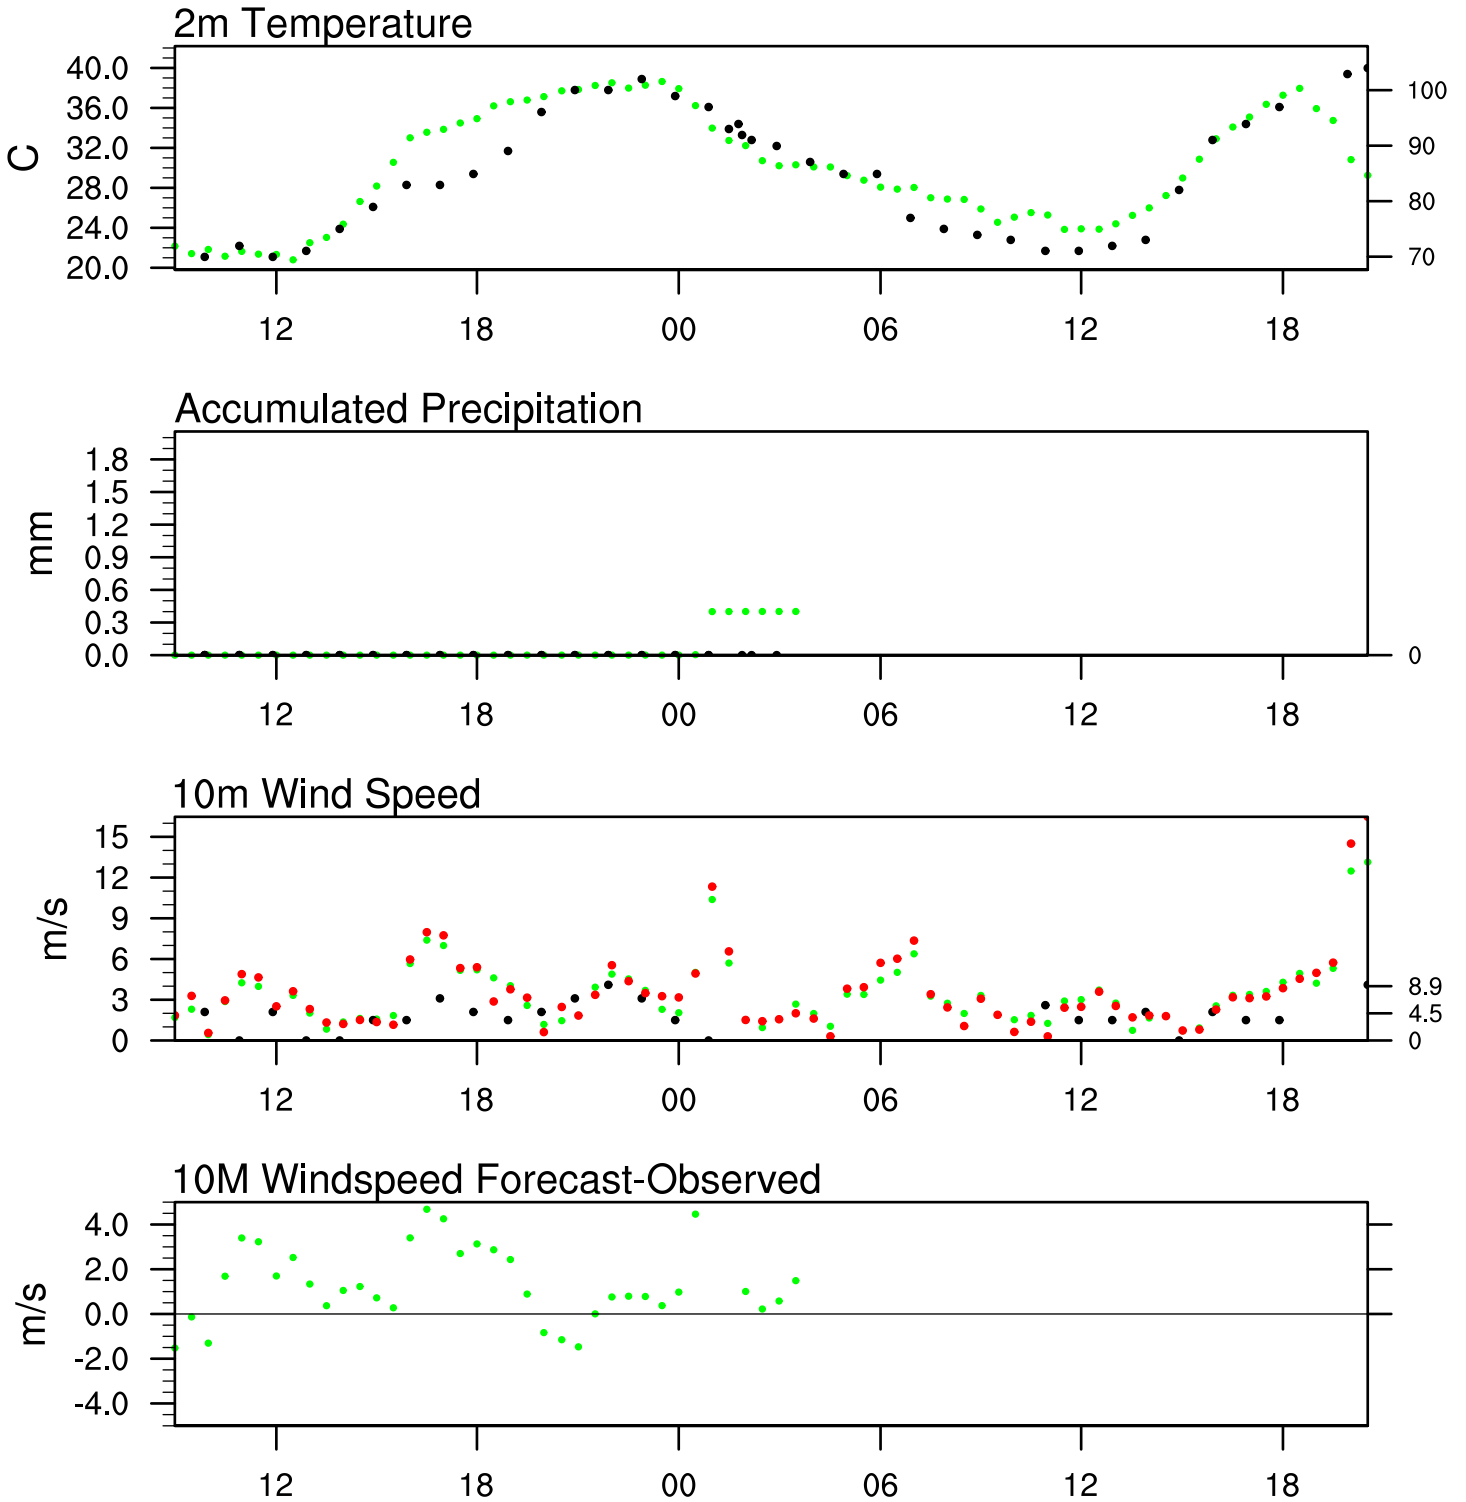 2m Temperature
C
40.0
36.0
32.0
28.0
24.0
20.0
100
90
80
70
12 18 00 06 12 18
Accumulated Precipitation
mm
1.8
1.5
1.2
0.9
0.6
0.3
0.0
0
12 18 00 06 12 18
10m Wind Speed
m/s
15
12
9
6
3
0
8.9
4.5
0
12 18 00 06 12 18
10M Windspeed Forecast-Observed
m/s
4.0
2.0
0.0
-2.0
-4.0
12 18 00 06 12 18